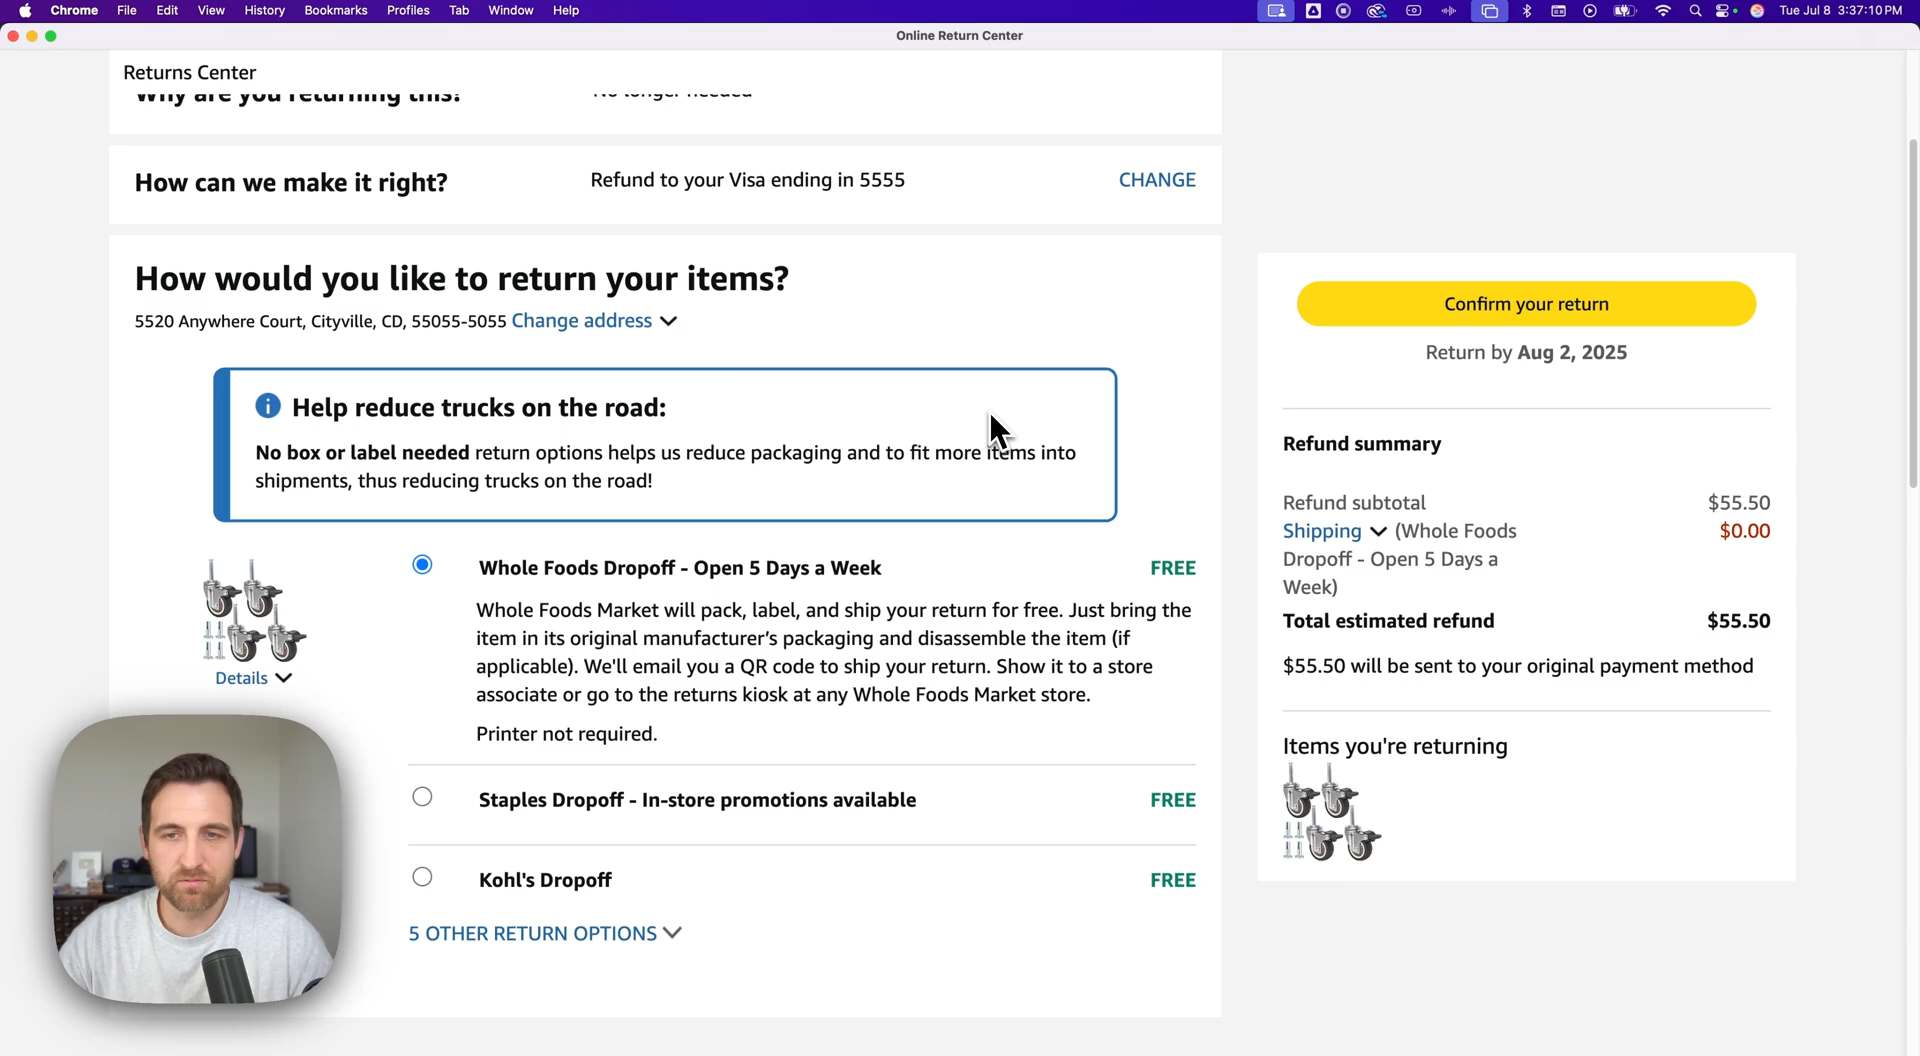 Chrome File Edit View History Bookmarks Profiles Tab Window Help Tue Jul 8 3:37:10 PM
Online Return Center
Returns Center
Why are you returning this? No longer needed
How can we make it right? Refund to your Visa ending in 5555 CHANGE
How would you like to return your items?
5520 Anywhere Court, Cityville, CD, 55055-5055 Change address
Help reduce trucks on the road:
No box or label needed return options helps us reduce packaging and to fit more items into
shipments, thus reducing trucks on the road!
Details
Whole Foods Dropoff - Open 5 Days a Week FREE
Whole Foods Market will pack, label, and ship your return for free. Just bring the
item in its original manufacturer's packaging and disassemble the item (if
applicable). We'll email you a QR code to ship your return. Show it to a store
associate or go to the returns kiosk at any Whole Foods Market store.
Printer not required.
Staples Dropoff - In-store promotions available FREE
Kohl's Dropoff FREE
5 OTHER RETURN OPTIONS
Confirm your return
Return by Aug 2, 2025
Refund summary
Refund subtotal $55.50
Shipping (Whole Foods $0.00
Dropoff - Open 5 Days a
Week)
Total estimated refund $55.50
$55.50 will be sent to your original payment method
Items you're returning